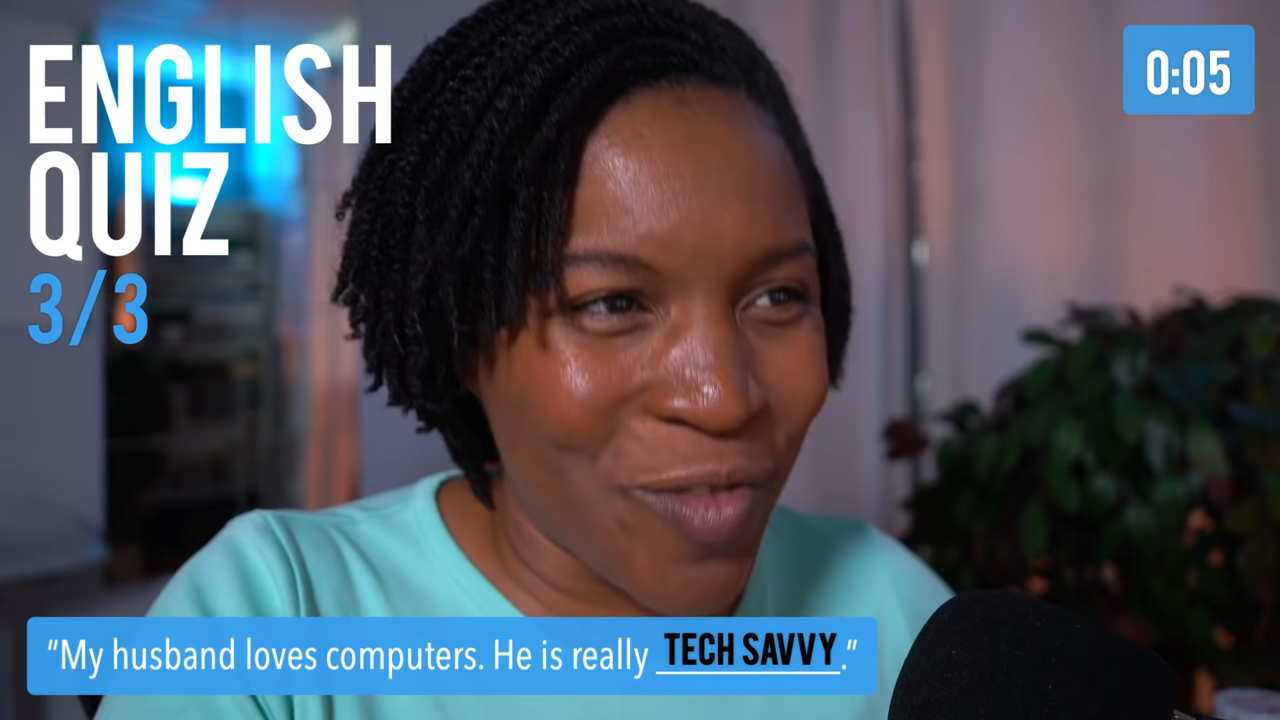 ENGLISH
QUIZ
3/3
0:05
“My husband loves computers. He is really TECH SAVVY.”